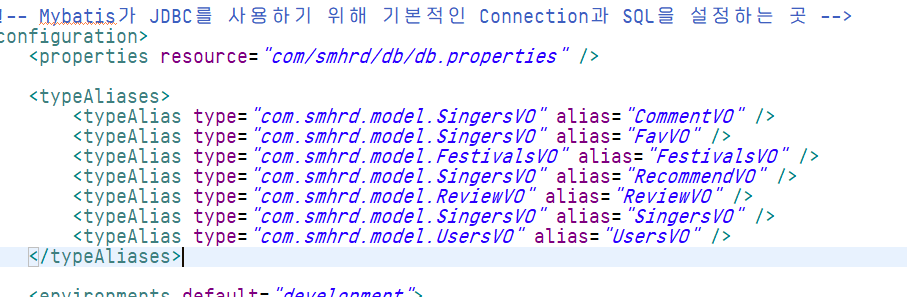 !-- Mybatis가 JDBC를 사용하기 위해 기본적인 Connection과 SQL을 설정하는 곳 -->
configuration>
<properties resource="com/smhrd/db/db.properties" />
<typeAliases>
<typeAlias type="com.smhrd.model.SingersVO" alias="CommentVO" />
<typeAlias type="com.smhrd.model.SingersVO" alias="FavVO" />
<typeAlias type="com.smhrd.model.FestivalsVO" alias="FestivalsVO" />
<typeAlias type="com.smhrd.model.SingersVO" alias="RecommendVO" />
<typeAlias type="com.smhrd.model.ReviewVO" alias="ReviewVO" />
<typeAlias type="com.smhrd.model.SingersVO" alias="SingersVO" />
<typeAlias type="com.smhrd.model.UsersVO" alias="UsersVO" />
</typeAliases>
<environments default="development">